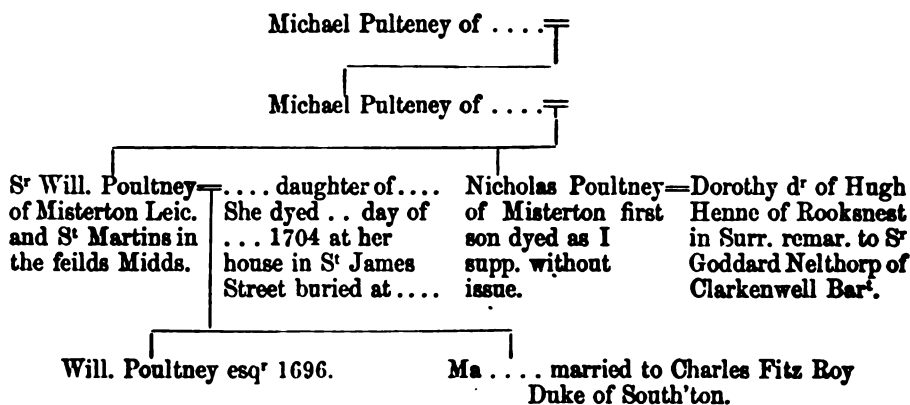 Michael Pulteney of . . . .
Michael Pulteney of . . . .
Sr Will. Poultney
of Misterton Leic.
and St Martins in
the feilds Midds.
. . . . daughter of . . . .
She dyed . . day of
. . . 1704 at her
house in St James
Street buried at . . . .
Nicholas Poultney
of Misterton first
son dyed as I
supp. without
issue.
Dorothy dr of Hugh
Henne of Rooksnest
in Surr. remar. to Sr
Goddard Nelthorp of
Clarkenwell Bart.
Will. Poultney esqr 1696.
Ma . . . . married to Charles Fitz Roy
Duke of South'ton.